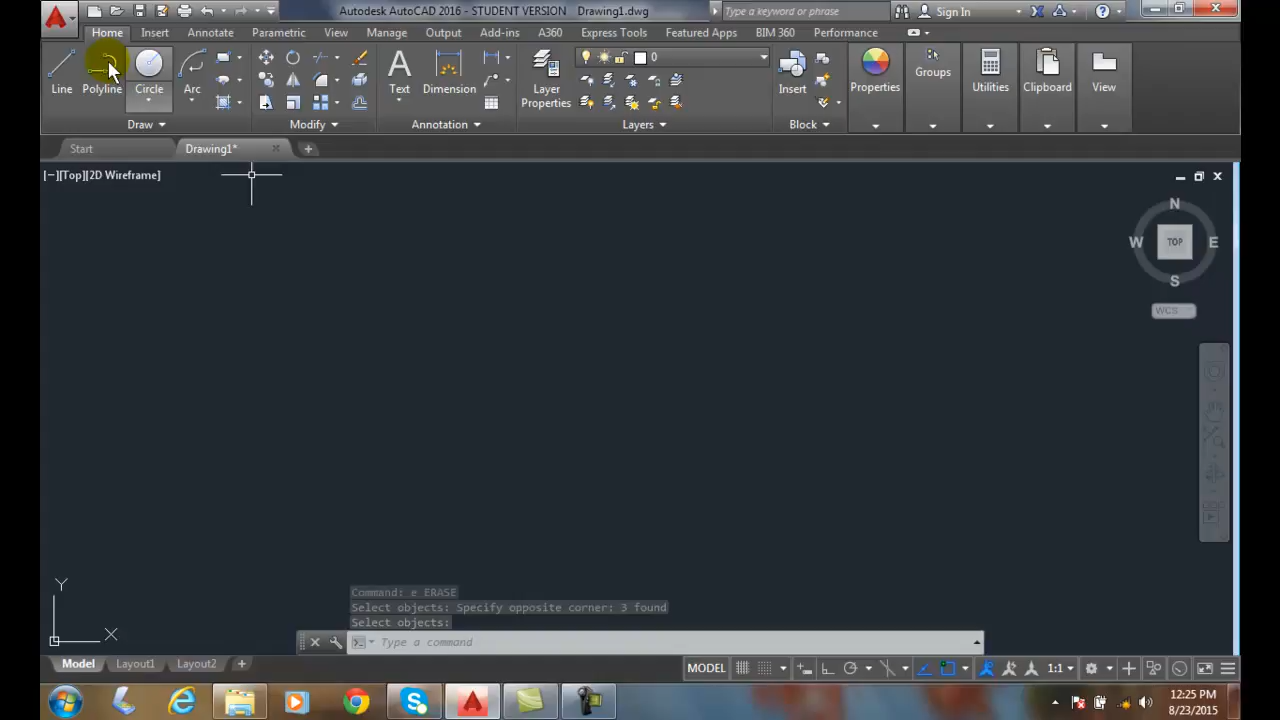 Autodesk AutoCAD 2016 - STUDENT VERSION Drawing1.dwg
Type a keyword or phrase
Sign In
Home Insert Annotate Parametric View Manage Output Add-ins A360 Express Tools Featured Apps BIM 360 Performance
0
Line Polyline Circle Arc
Text Dimension
Layer Properties
Insert
Properties
Groups
Utilities
Clipboard
View
Draw Modify Annotation Layers Block
Start Drawing1*
[−][Top][2D Wireframe]
N
W TOP E
S
WCS
Y
X
Command: e ERASE
Select objects: Specify opposite corner: 3 found
Select objects:
Type a command
Model Layout1 Layout2
MODEL
1:1
12:25 PM
8/23/2015